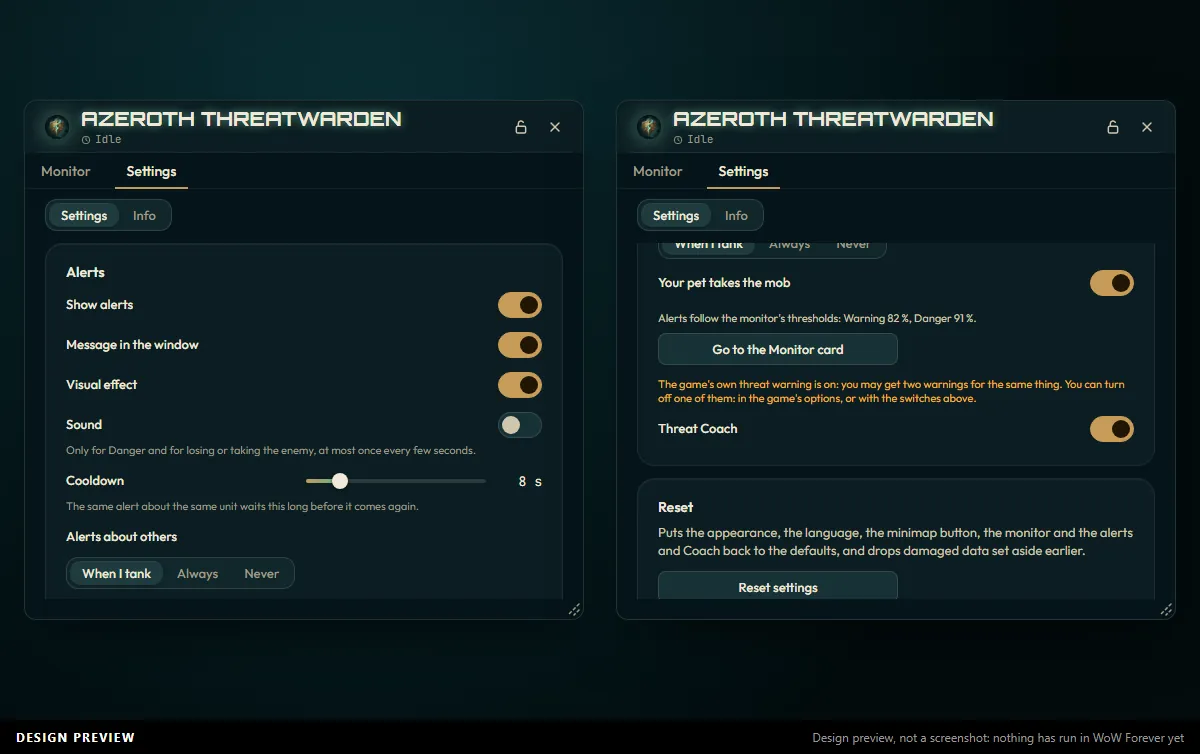 AZEROTH THREATWARDEN
Idle
Monitor
Settings
Settings
Info
Alerts
Show alerts
Message in the window
Visual effect
Sound
Only for Danger and for losing or taking the enemy, at most once every few seconds.
Cooldown
8 s
The same alert about the same unit waits this long before it comes again.
Alerts about others
When I tank
Always
Never
AZEROTH THREATWARDEN
Idle
Monitor
Settings
Settings
Info
When I tank
Always
Never
Your pet takes the mob
Alerts follow the monitor's thresholds: Warning 82 %, Danger 91 %.
Go to the Monitor card
The game's own threat warning is on: you may get two warnings for the same thing. You can turn
off one of them: in the game's options, or with the switches above.
Threat Coach
Reset
Puts the appearance, the language, the minimap button, the monitor and the alerts
and Coach back to the defaults, and drops damaged data set aside earlier.
Reset settings
DESIGN PREVIEW
Design preview, not a screenshot: nothing has run in WoW Forever yet